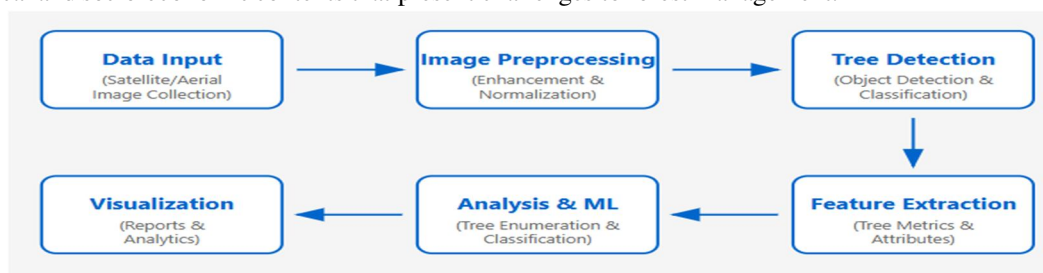 Data Input
(Satellite/Aerial
Image Collection)
Image Preprocessing
(Enhancement &
Normalization)
Tree Detection
(Object Detection &
Classification)
Feature Extraction
(Tree Metrics &
Attributes)
Analysis & ML
(Tree Enumeration &
Classification)
Visualization
(Reports &
Analytics)